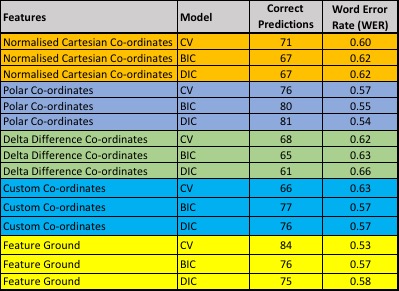 Features Model Correct Predictions Word Error Rate (WER)
Normalised Cartesian Co-ordinates CV 71 0.60
Normalised Cartesian Co-ordinates BIC 67 0.62
Normalised Cartesian Co-ordinates DIC 67 0.62
Polar Co-ordinates CV 76 0.57
Polar Co-ordinates BIC 80 0.55
Polar Co-ordinates DIC 81 0.54
Delta Difference Co-ordinates CV 68 0.62
Delta Difference Co-ordinates BIC 65 0.63
Delta Difference Co-ordinates DIC 61 0.66
Custom Co-ordinates CV 66 0.63
Custom Co-ordinates BIC 77 0.57
Custom Co-ordinates DIC 76 0.57
Feature Ground CV 84 0.53
Feature Ground BIC 76 0.57
Feature Ground DIC 75 0.58